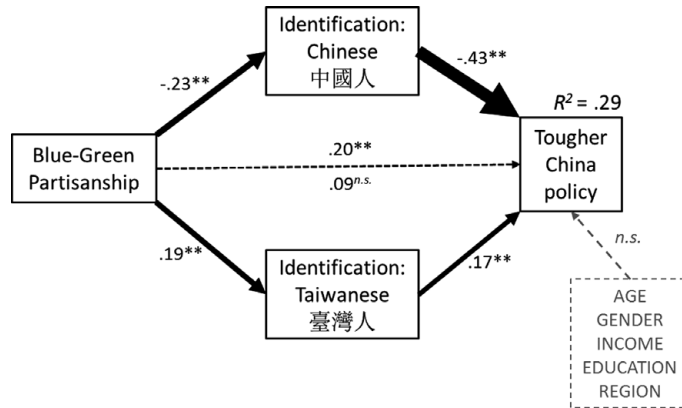 Identification:
Chinese
中國人
-.23**
-.43**
R² = .29
Blue-Green
Partisanship
.20**
.09n.s.
Tougher
China
policy
.19**
Identification:
Taiwanese
臺灣人
.17**
n.s.
AGE
GENDER
INCOME
EDUCATION
REGION